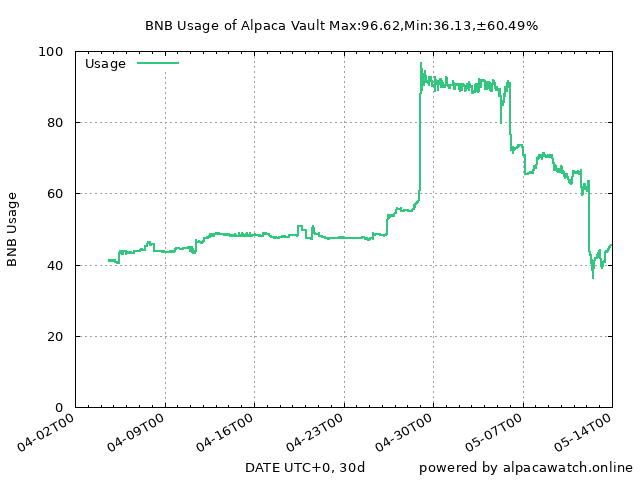 BNB Usage of Alpaca Vault Max:96.62,Min:36.13,±60.49%
Usage
100
80
60
40
20
0
BNB Usage
04-02T00
04-09T00
04-16T00
04-23T00
04-30T00
05-07T00
05-14T00
DATE UTC+0, 30d
powered by alpacawatch.online